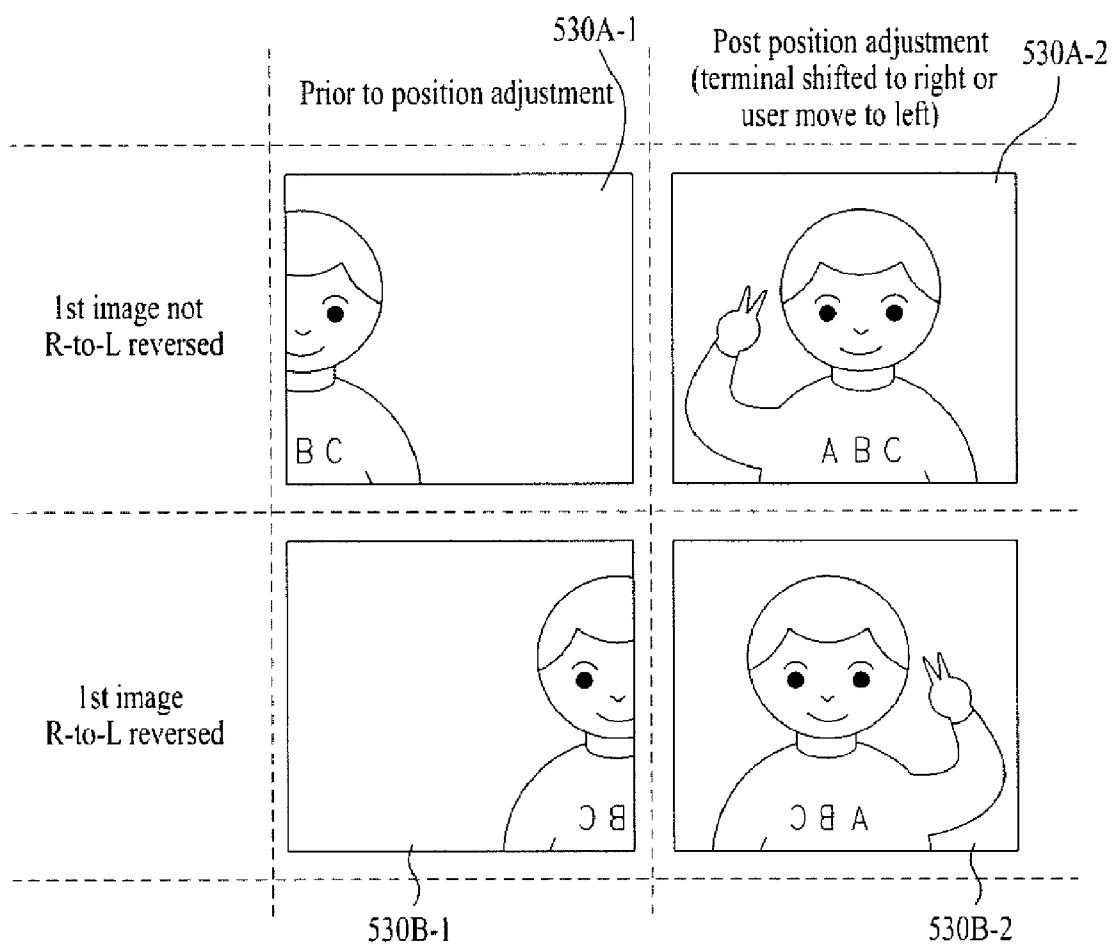 530A-1
Post position adjustment
(terminal shifted to right or
user move to left)
530A-2
Prior to position adjustment
1st image not
R-to-L reversed
B C
A B C
1st image
R-to-L reversed
Ɔ B
Ɔ B A
530B-1
530B-2